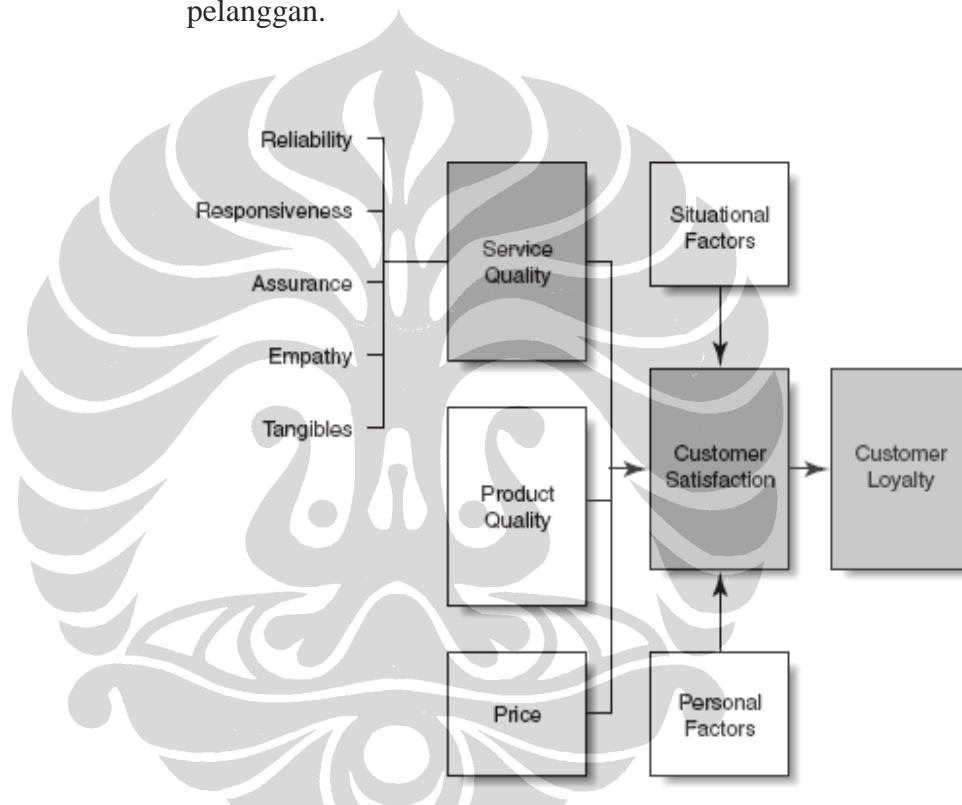 pelanggan.
Reliability
Responsiveness
Assurance
Empathy
Tangibles
Service
Quality
Product
Quality
Price
Situational
Factors
Customer
Satisfaction
Personal
Factors
Customer
Loyalty